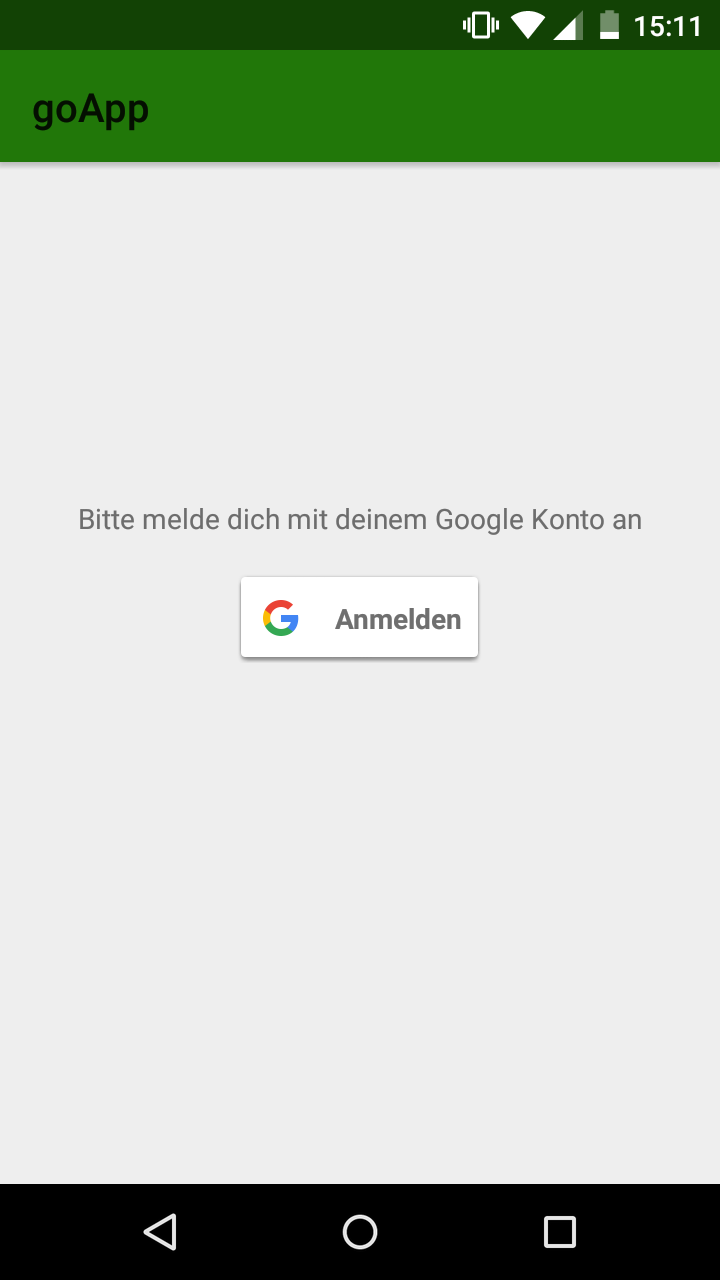 15:11
goApp
Bitte melde dich mit deinem Google Konto an
Anmelden